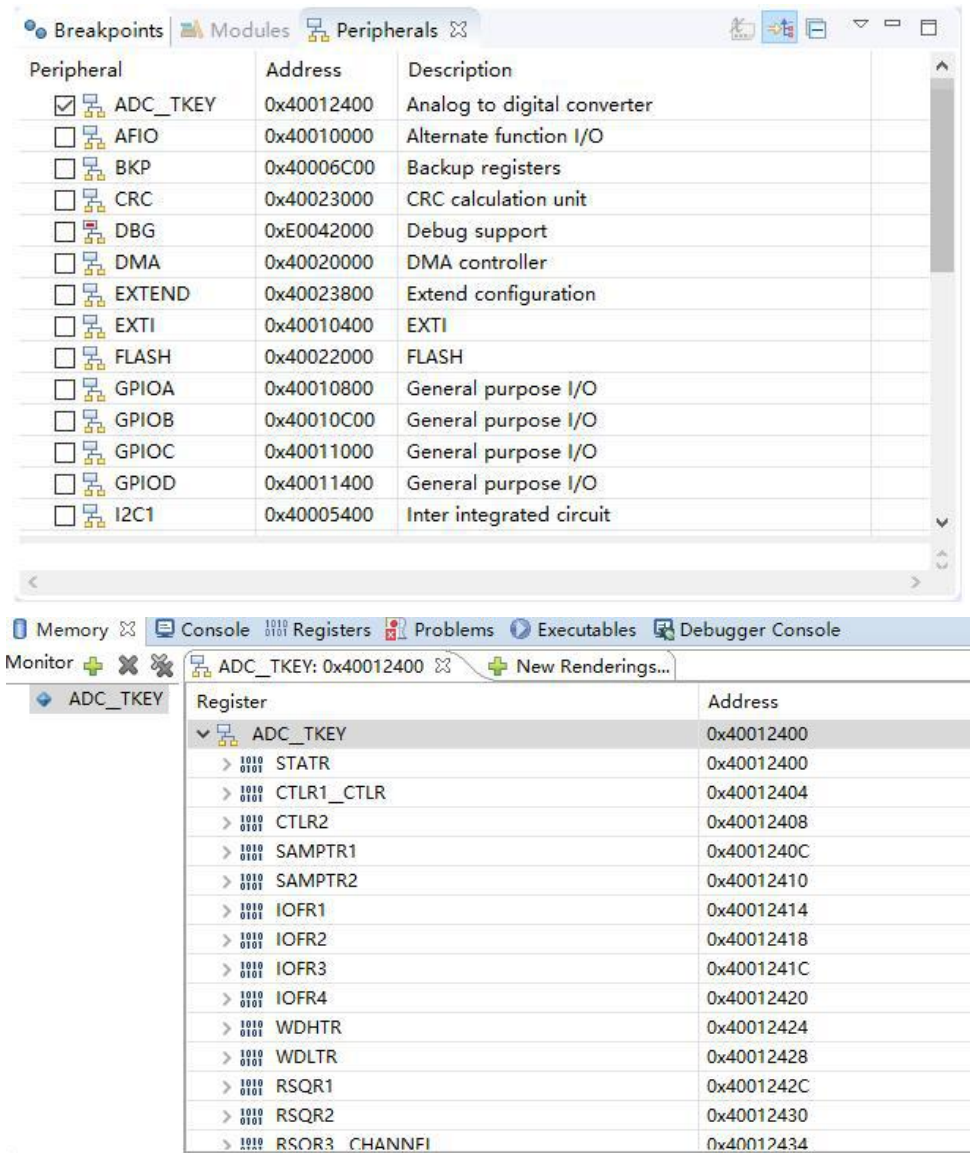 Breakpoints Modules Peripherals
Peripheral Address Description
ADC_TKEY 0x40012400 Analog to digital converter
AFIO 0x40010000 Alternate function I/O
BKP 0x40006C00 Backup registers
CRC 0x40023000 CRC calculation unit
DBG 0xE0042000 Debug support
DMA 0x40020000 DMA controller
EXTEND 0x40023800 Extend configuration
EXTI 0x40010400 EXTI
FLASH 0x40022000 FLASH
GPIOA 0x40010800 General purpose I/O
GPIOB 0x40010C00 General purpose I/O
GPIOC 0x40011000 General purpose I/O
GPIOD 0x40011400 General purpose I/O
I2C1 0x40005400 Inter integrated circuit
Memory Console Registers Problems Executables Debugger Console
Monitor ADC_TKEY: 0x40012400 New Renderings...
ADC_TKEY Register Address
ADC_TKEY 0x40012400
STATR 0x40012400
CTLR1_CTLR 0x40012404
CTLR2 0x40012408
SAMPTR1 0x4001240C
SAMPTR2 0x40012410
IOFR1 0x40012414
IOFR2 0x40012418
IOFR3 0x4001241C
IOFR4 0x40012420
WDHTR 0x40012424
WDLTR 0x40012428
RSQR1 0x4001242C
RSQR2 0x40012430
RSQR3_CHANNEL 0x40012434